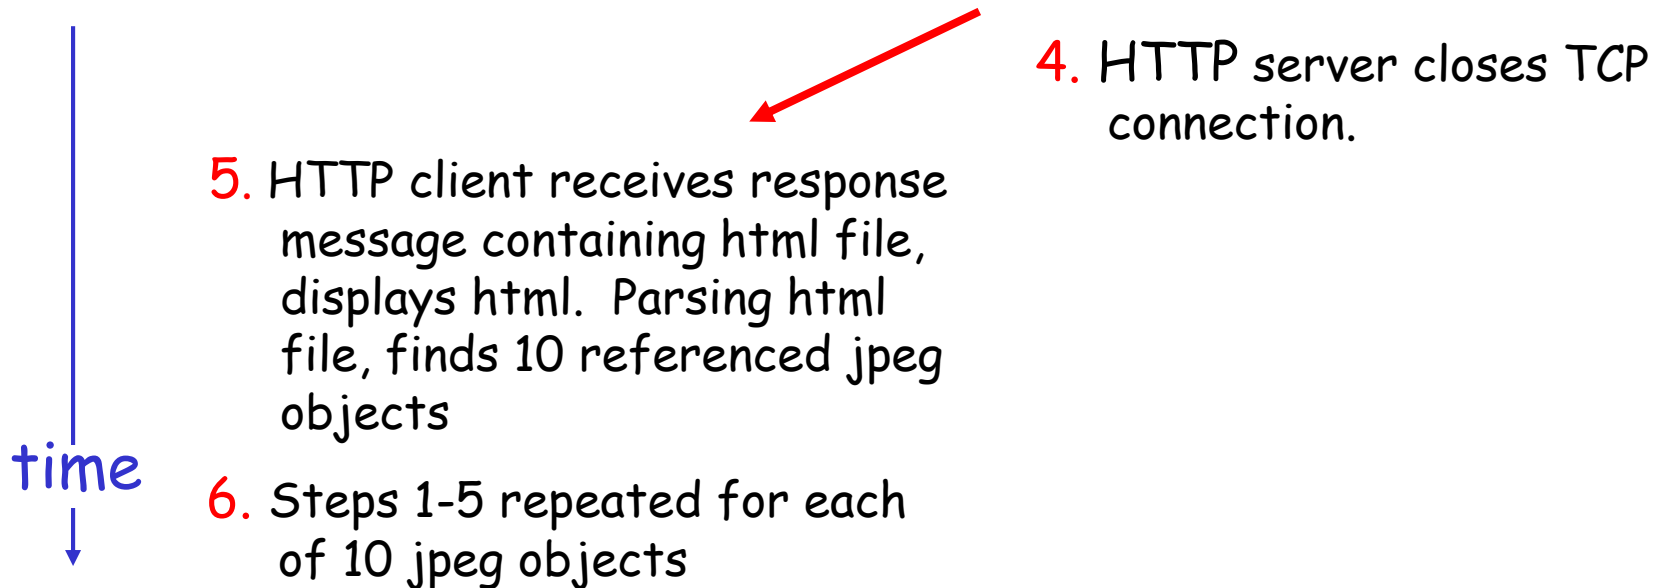 4. HTTP server closes TCP
connection.
5. HTTP client receives response
message containing html file,
displays html.  Parsing html
file, finds 10 referenced jpeg
objects
time
6. Steps 1-5 repeated for each
of 10 jpeg objects